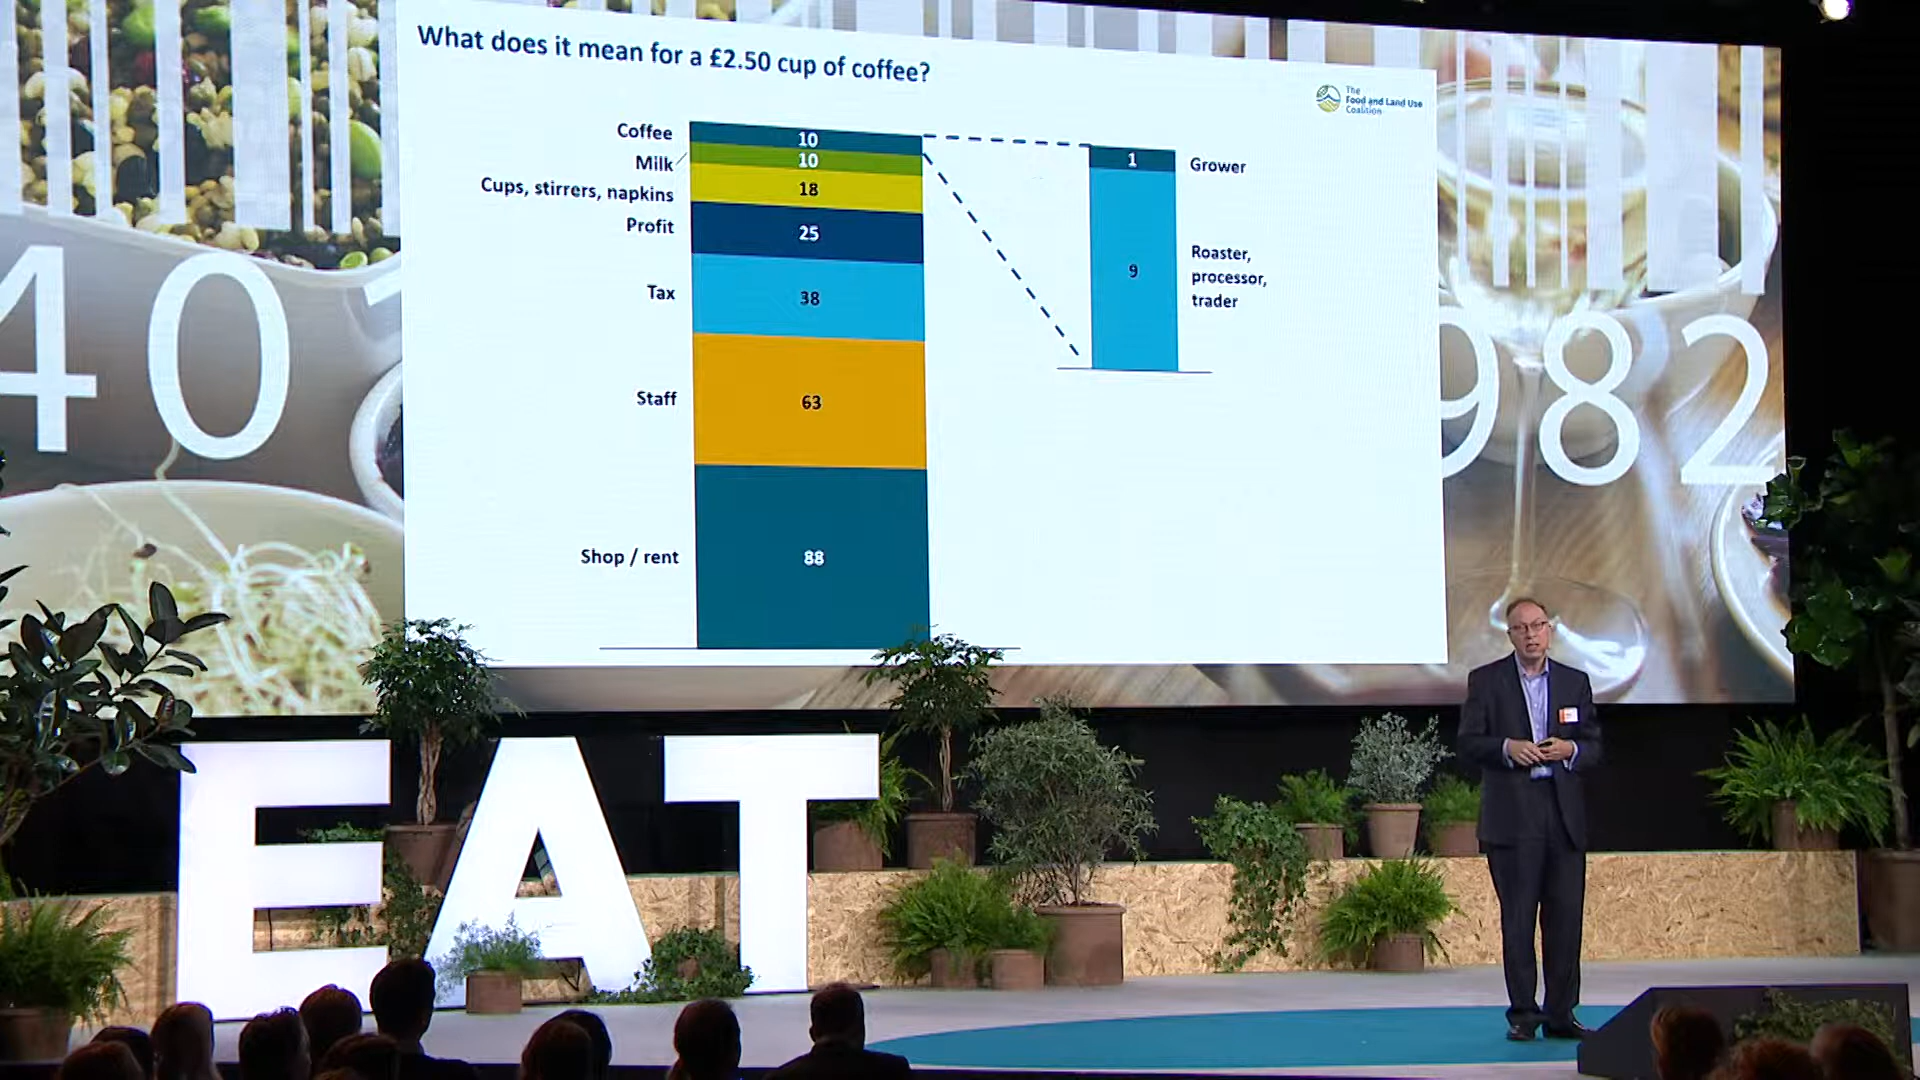 What does it mean for a £2.50 cup of coffee?
The
Food and Land Use
Coalition
Coffee 10
Milk 10
Cups, stirrers, napkins 18
Profit 25
Tax 38
Staff 63
Shop / rent 88
1 Grower
9 Roaster,
processor,
trader
40
982
EAT